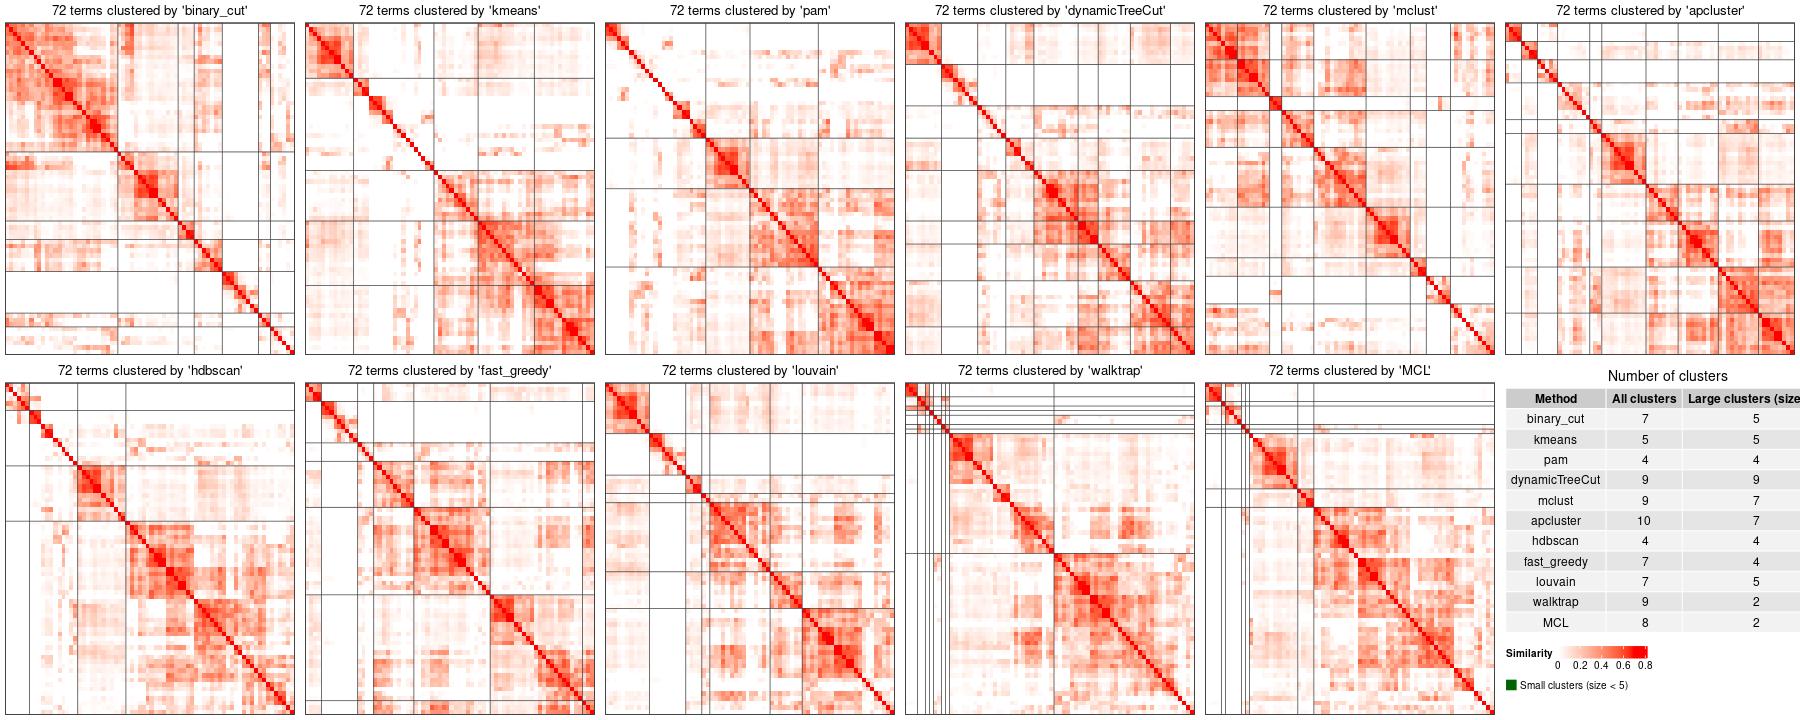 72 terms clustered by 'binary_cut'
72 terms clustered by 'kmeans'
72 terms clustered by 'pam'
72 terms clustered by 'dynamicTreeCut'
72 terms clustered by 'mclust'
72 terms clustered by 'apcluster'
72 terms clustered by 'hdbscan'
72 terms clustered by 'fast_greedy'
72 terms clustered by 'louvain'
72 terms clustered by 'walktrap'
72 terms clustered by 'MCL'
Number of clusters
Method All clusters Large clusters (size
binary_cut 7 5
kmeans 5 5
pam 4 4
dynamicTreeCut 9 9
mclust 9 7
apcluster 10 7
hdbscan 4 4
fast_greedy 7 4
louvain 7 5
walktrap 9 2
MCL 8 2
Similarity
0 0.2 0.4 0.6 0.8
Small clusters (size < 5)